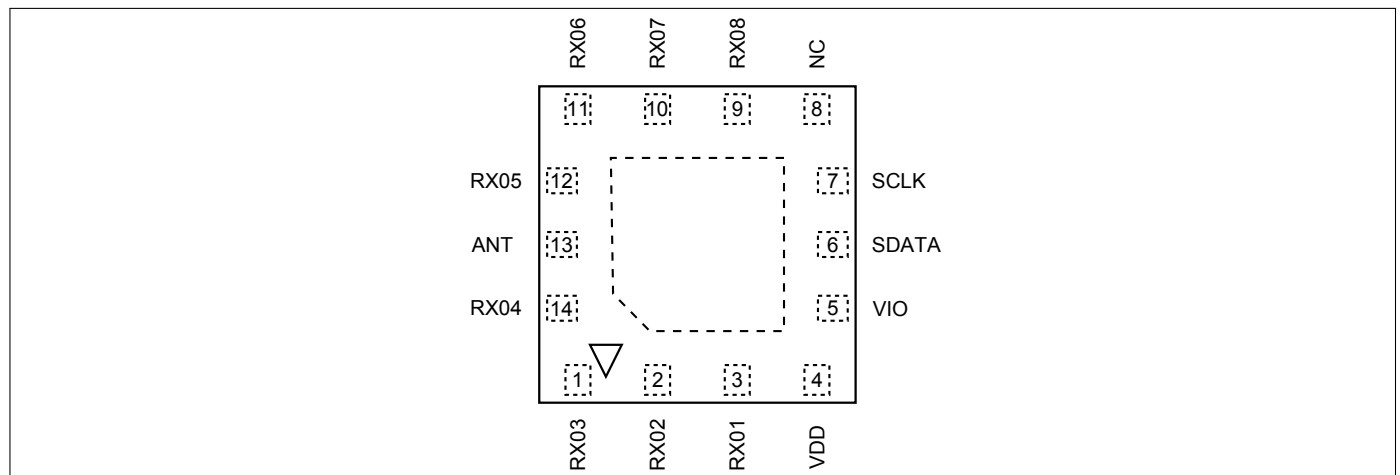 RX06
RX07
RX08
NC
11
10
9
8
RX05
12
7
SCLK
ANT
13
6
SDATA
RX04
14
5
VIO
1
2
3
4
RX03
RX02
RX01
VDD